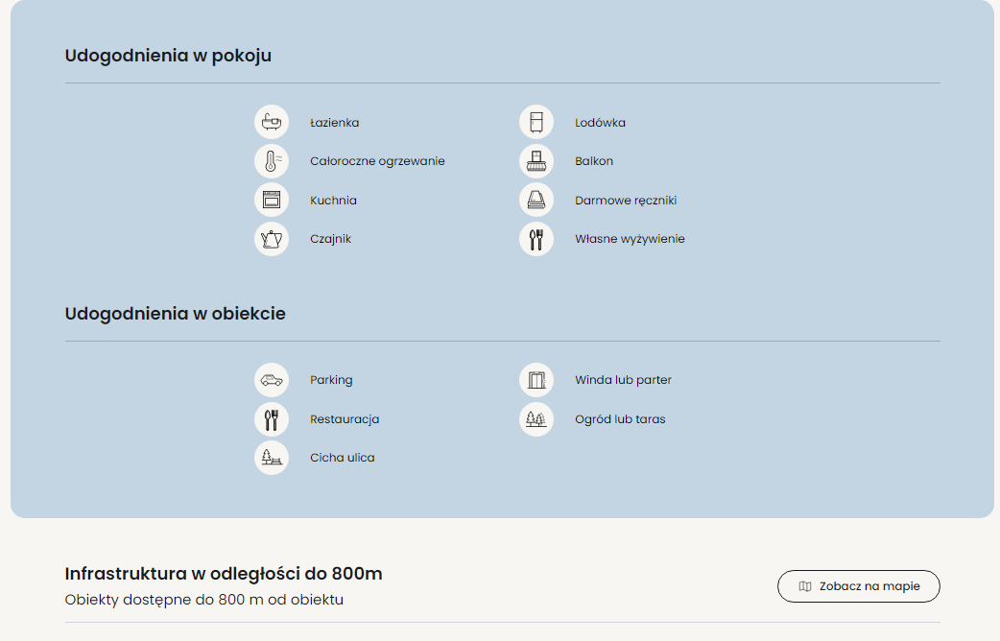 Udogodnienia w pokoju
Łazienka
Lodówka
Całoroczne ogrzewanie
Balkon
Kuchnia
Darmowe ręczniki
Czajnik
Własne wyżywienie
Udogodnienia w obiekcie
Parking
Winda lub parter
Restauracja
Ogród lub taras
Cicha ulica
Infrastruktura w odległości do 800m
Obiekty dostępne do 800 m od obiektu
Zobacz na mapie